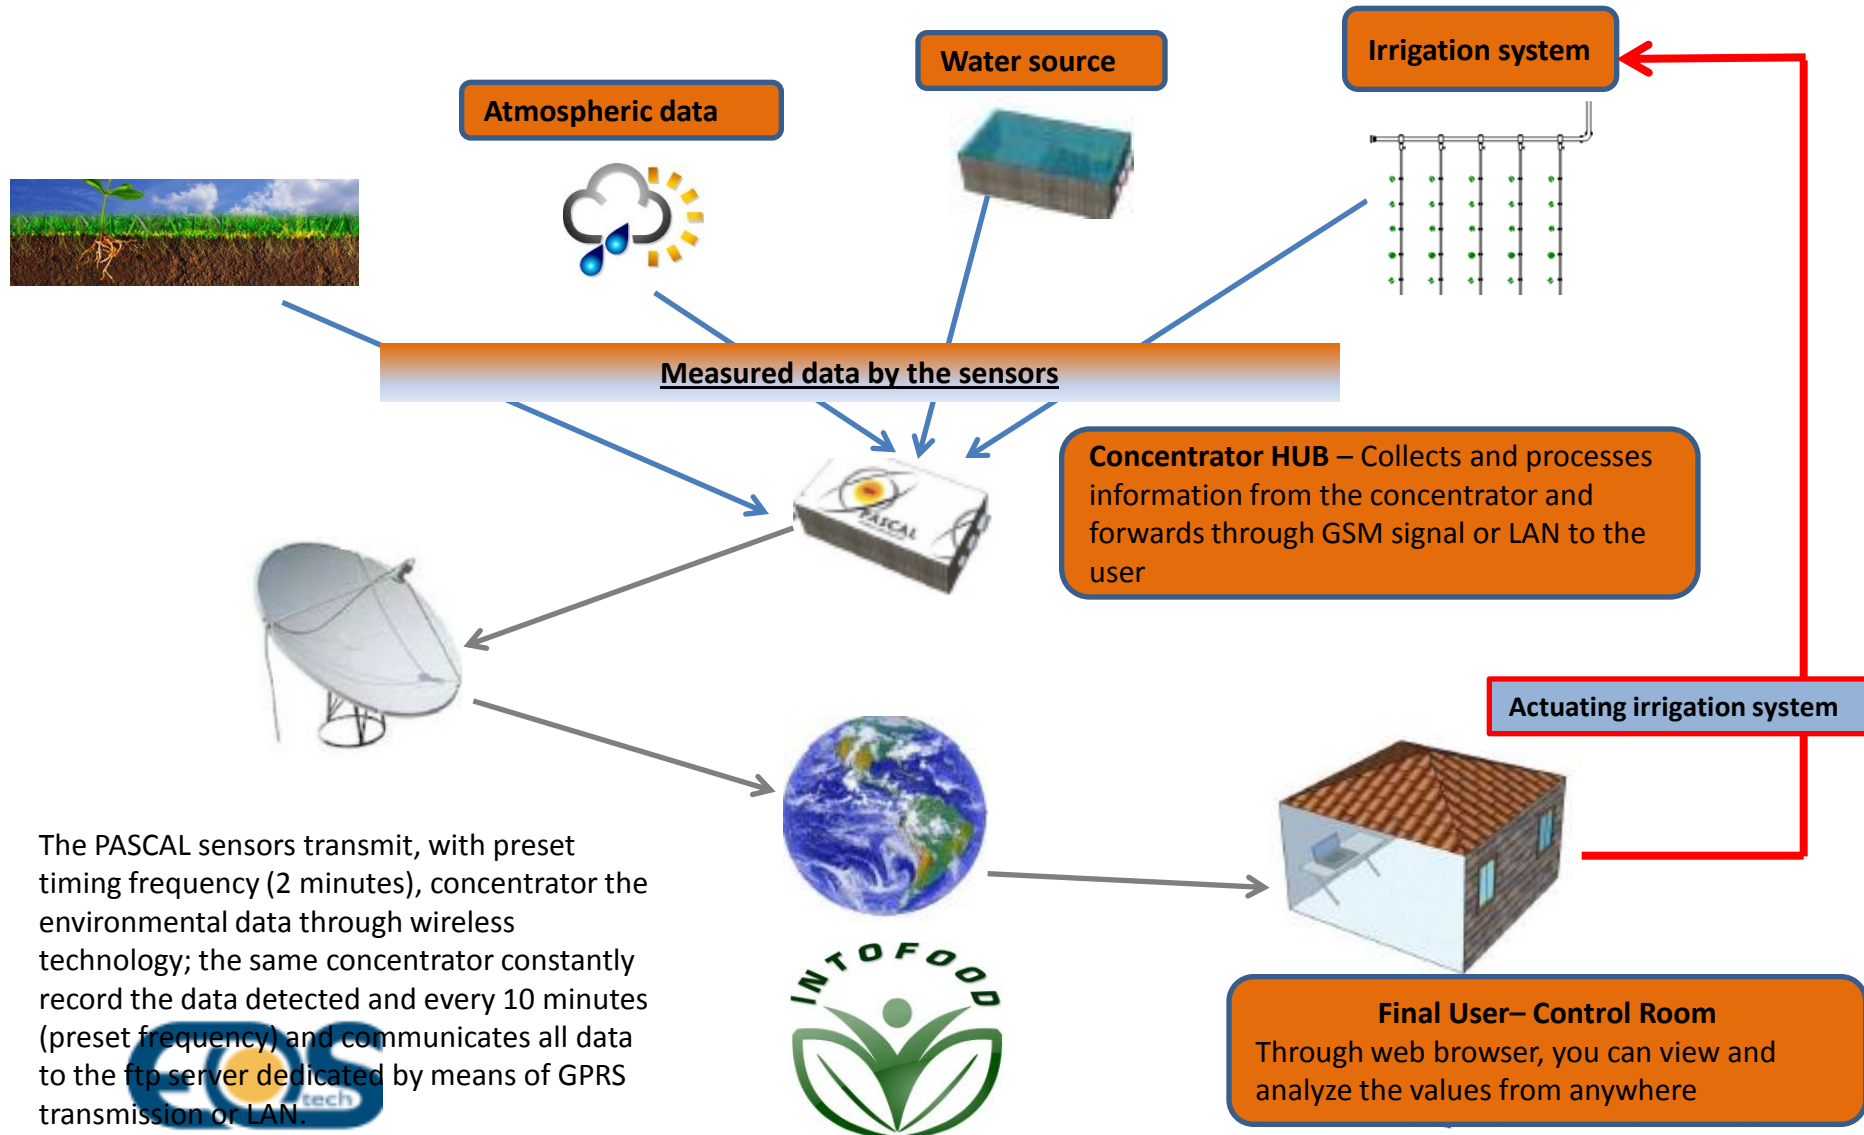 Water source
Irrigation system
Atmospheric data
Measured data by the sensors
Concentrator HUB – Collects and processes
information from the concentrator and
forwards through GSM signal or LAN to the
user
PASCAL
Actuating irrigation system
The PASCAL sensors transmit, with preset
timing frequency (2 minutes), concentrator the
environmental data through wireless
technology; the same concentrator constantly
record the data detected and every 10 minutes
(preset frequency) and communicates all data
to the ftp server dedicated by means of GPRS
transmission or LAN.
EOS
tech
INTOFOOD
Final User– Control Room
Through web browser, you can view and
analyze the values from anywhere